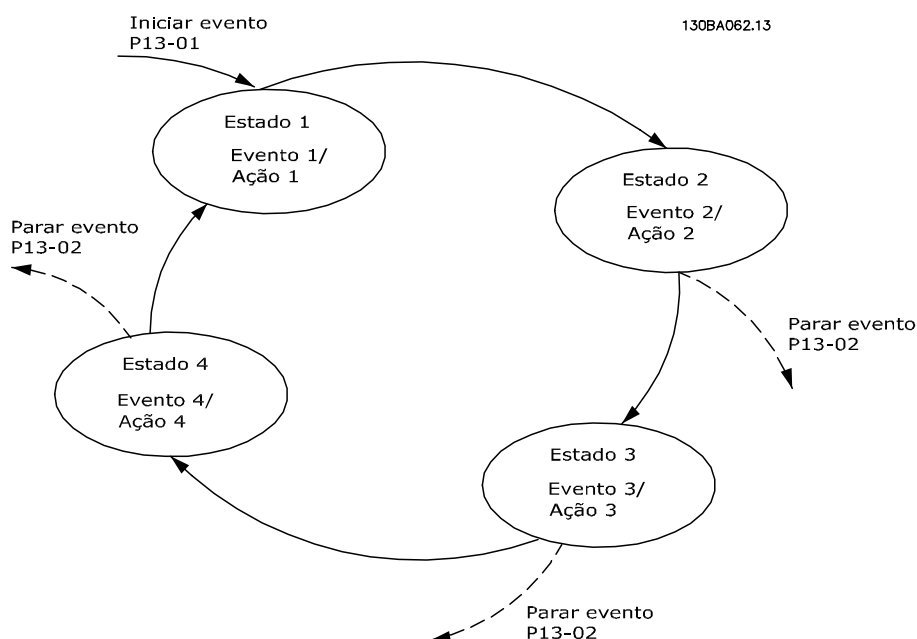 Iniciar evento
P13-01
130BA062.13
Estado 1
Evento 1/
Ação 1
Estado 2
Evento 2/
Ação 2
Parar evento
P13-02
Parar evento
P13-02
Estado 4
Evento 4/
Ação 4
Estado 3
Evento 3/
Ação 3
Parar evento
P13-02